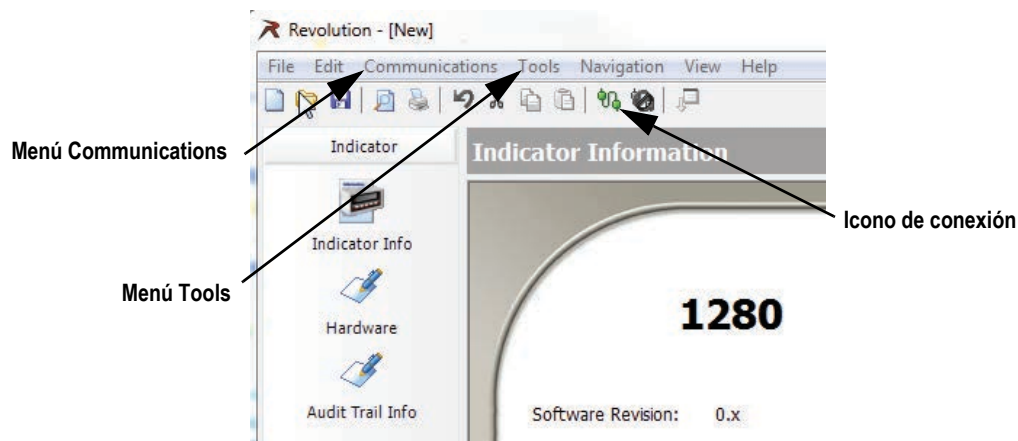 Revolution - [New]
File Edit Communications Tools Navigation View Help
Menú Communications
Indicator
Indicator Information
Indicator Info
Icono de conexión
Menú Tools
Hardware
1280
Audit Trail Info
Software Revision: 0.x